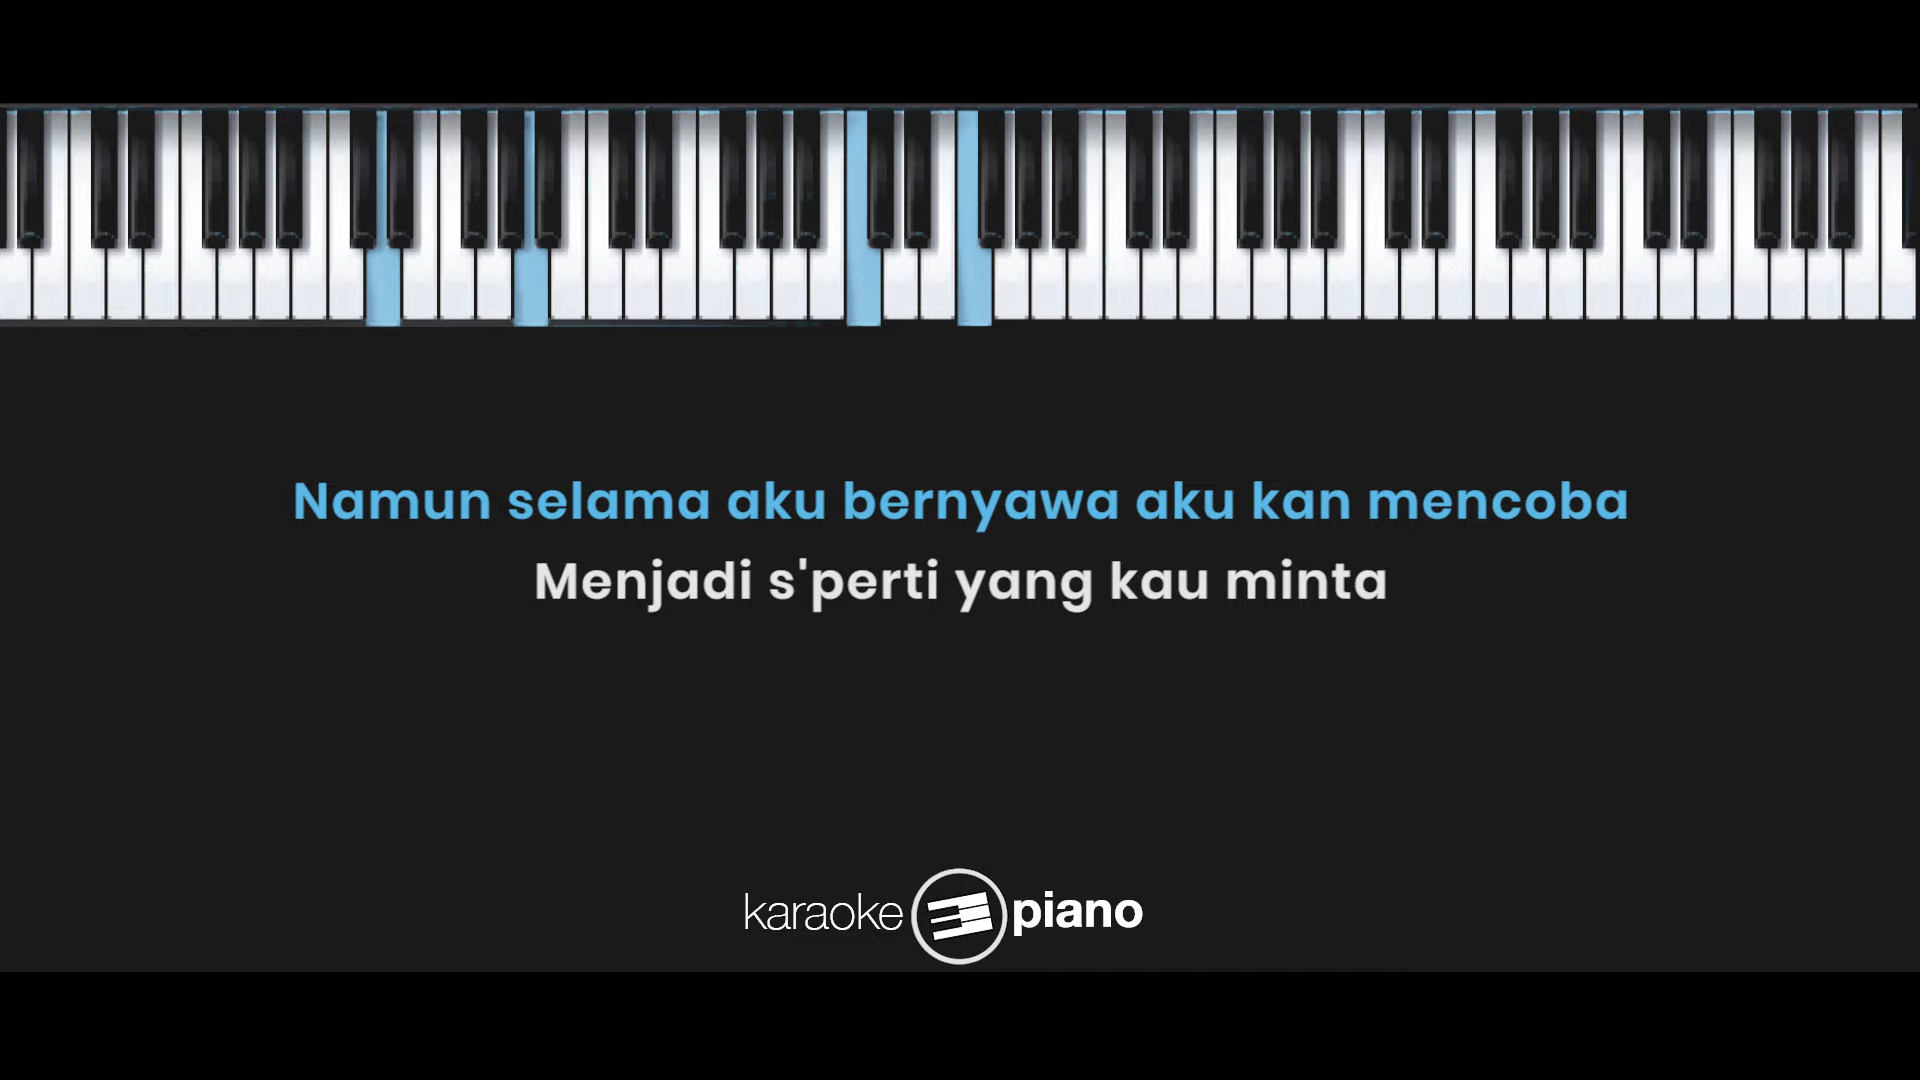 Namun selama aku bernyawa aku kan mencoba
Menjadi s'perti yang kau minta
karaoke piano